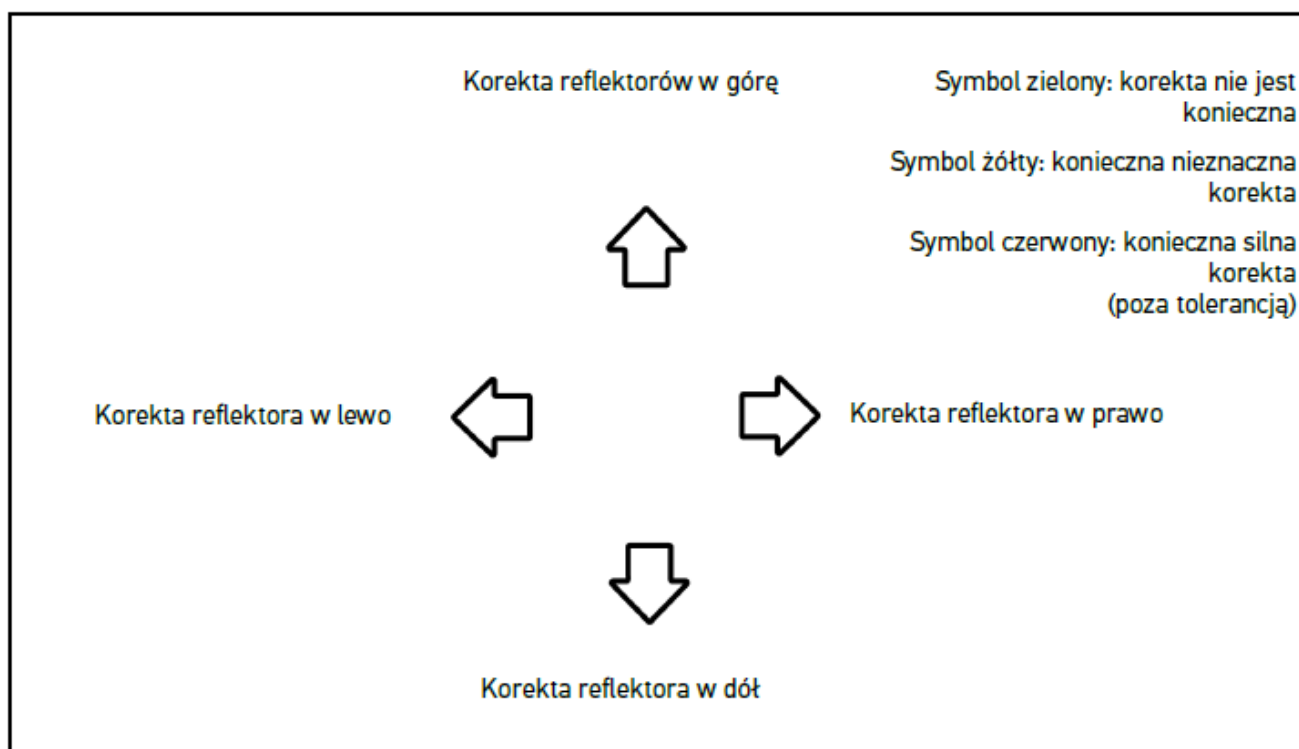 Korekta reflektorów w górę
Symbol zielony: korekta nie jest
konieczna
Symbol żółty: konieczna nieznaczna
korekta
Symbol czerwony: konieczna silna
korekta
(poza tolerancją)
Korekta reflektora w lewo
Korekta reflektora w prawo
Korekta reflektora w dół